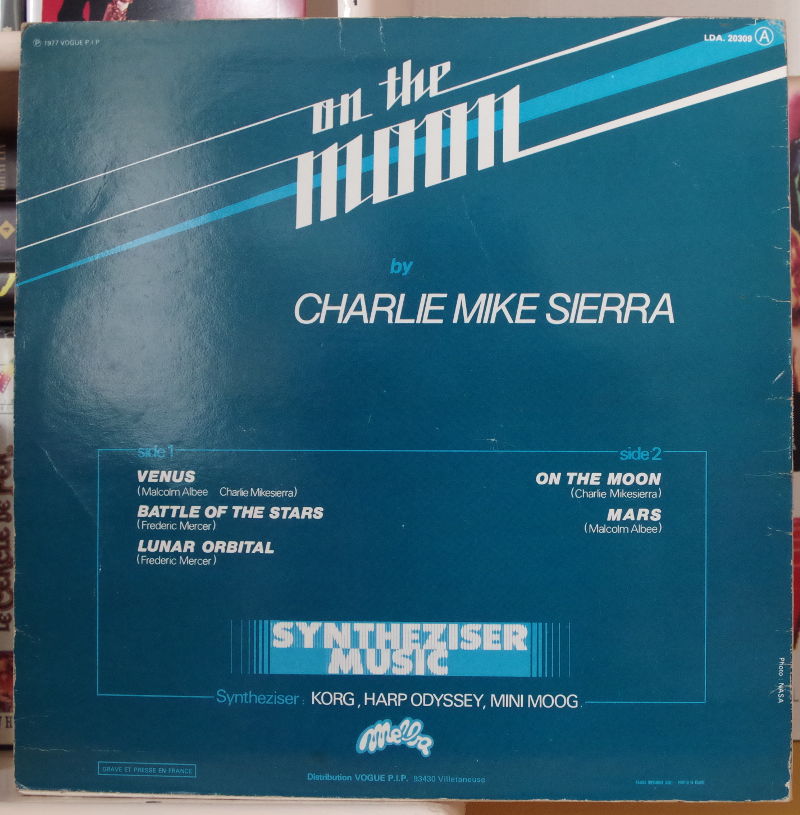 ℗ 1977 VOGUE P.I.P
LDA. 20309 A
on the
moon
by
CHARLIE MIKE SIERRA
side 1
VENUS
(Malcolm Albee Charlie Mikesierra)
BATTLE OF THE STARS
(Frederic Mercer)
LUNAR ORBITAL
(Frederic Mercer)
side 2
ON THE MOON
(Charlie Mikesierra)
MARS
(Malcolm Albee)
SYNTHEZISER
MUSIC
Syntheziser : KORG, HARP ODYSSEY, MINI MOOG.
GRAVE ET PRESSE EN FRANCE
Distribution VOGUE P.I.P. 93430 Villetaneuse
Photo : NASA